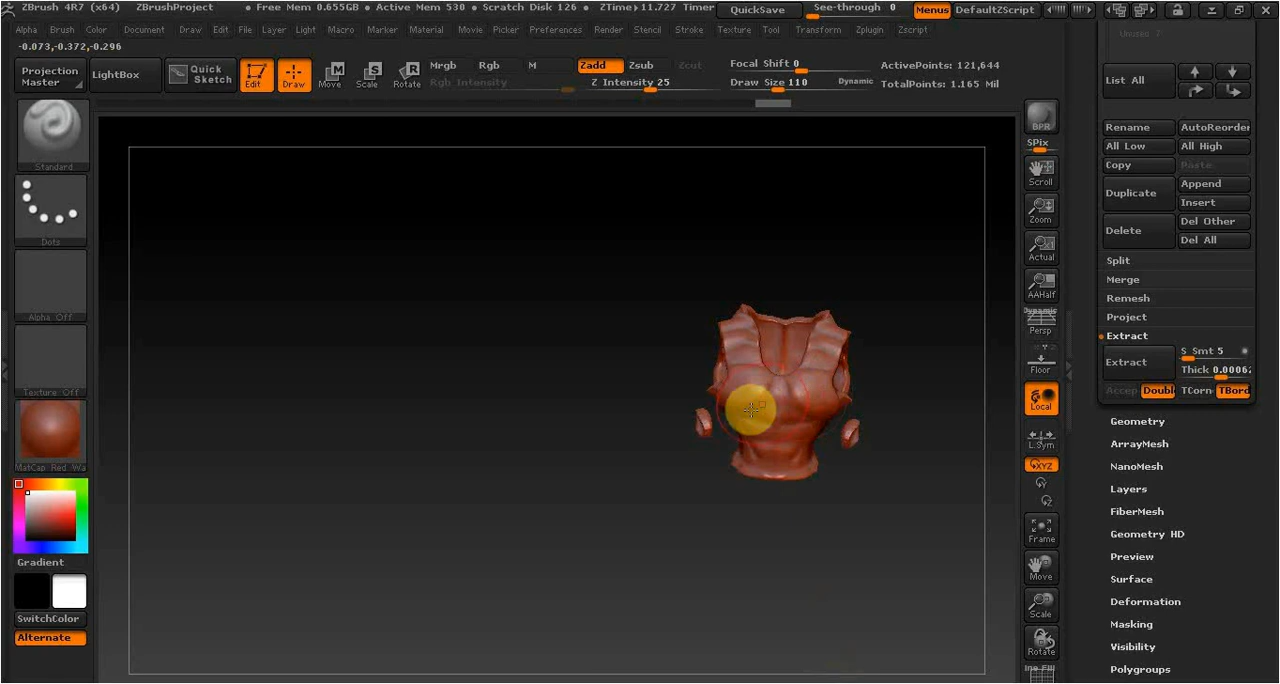 ZBrush 4R7 (x64) ZBrushProject • Free Mem 0.655GB • Active Mem 530 • Scratch Disk 126 • ZTime 11.727 Timer QuickSave See-through 0 Menus DefaultZScript
Alpha Brush Color Document Draw Edit File Layer Light Macro Marker Material Movie Picker Preferences Render Stencil Stroke Texture Tool Transform Zplugin Zscript
-0.073,-0.372,-0.296
Projection Master
LightBox
Quick Sketch
Edit
Draw
Move
Scale
Rotate
Mrgb Rgb M
Rgb Intensity
Zadd Zsub Zcut
Z Intensity 25
Focal Shift 0
Draw Size 110 Dynamic
ActivePoints: 121,644
TotalPoints: 1.165 Mil
Standard
Dots
Alpha Off
Texture Off
MatCap Red Wa
Gradient
SwitchColor
Alternate
BPR
SPix
Scroll
Zoom
Actual
AAHalf
Dynamic
Persp
Floor
Local
L.Sym
XYZ
Y
Z
Frame
Move
Scale
Rotate
List All
Rename AutoReorder
All Low All High
Copy Paste
Duplicate
Append
Insert
Delete
Del Other
Del All
Split
Merge
Remesh
Project
Extract
Extract
S Smt 5
Thick 0.0006
Accep Doubl TCorn TBord
Geometry
ArrayMesh
NanoMesh
Layers
FiberMesh
Geometry HD
Preview
Surface
Deformation
Masking
Visibility
Polygroups